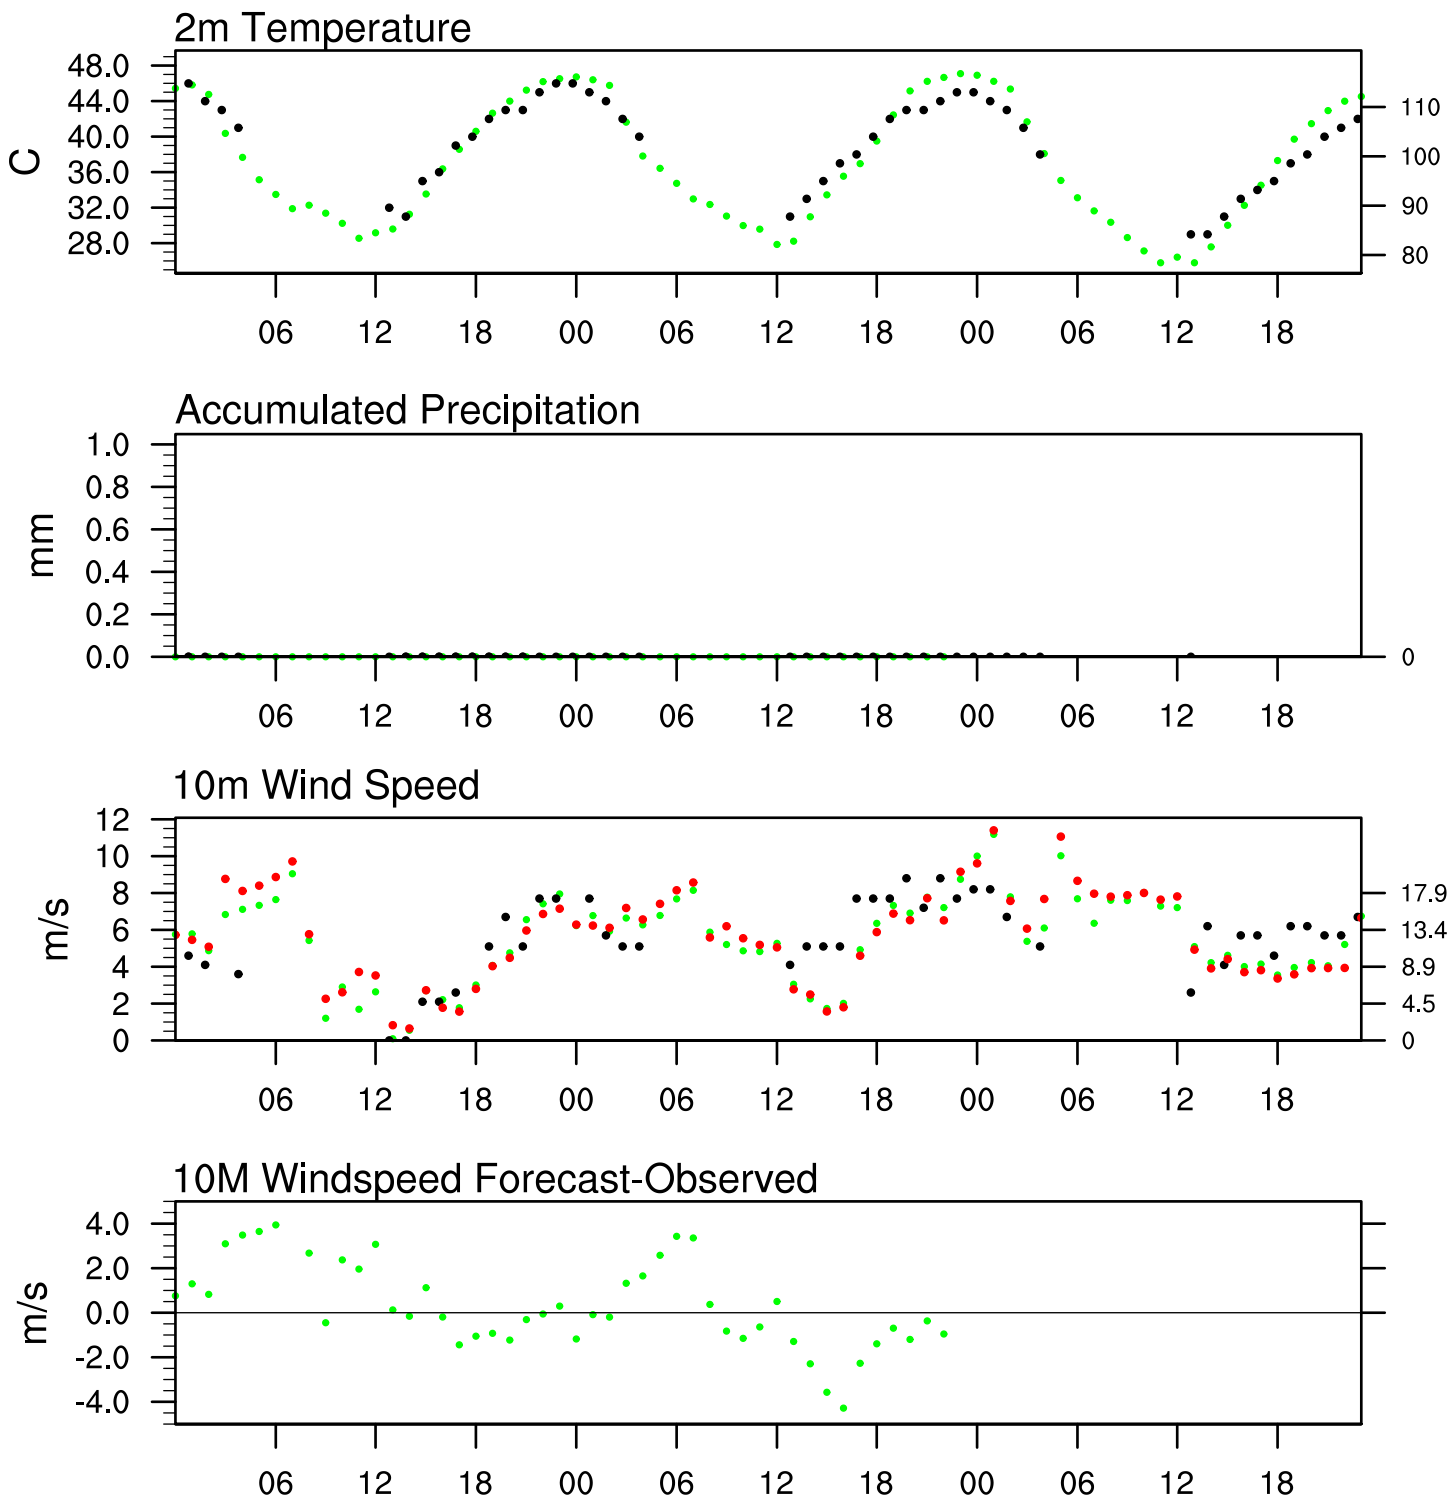 2m Temperature
48.0
44.0
40.0
36.0
32.0
28.0
C
110
100
90
80
06 12 18 00 06 12 18 00 06 12 18
Accumulated Precipitation
1.0
0.8
0.6
0.4
0.2
0.0
mm
0
06 12 18 00 06 12 18 00 06 12 18
10m Wind Speed
12
10
8
6
4
2
0
m/s
17.9
13.4
8.9
4.5
0
06 12 18 00 06 12 18 00 06 12 18
10M Windspeed Forecast-Observed
4.0
2.0
0.0
-2.0
-4.0
m/s
06 12 18 00 06 12 18 00 06 12 18